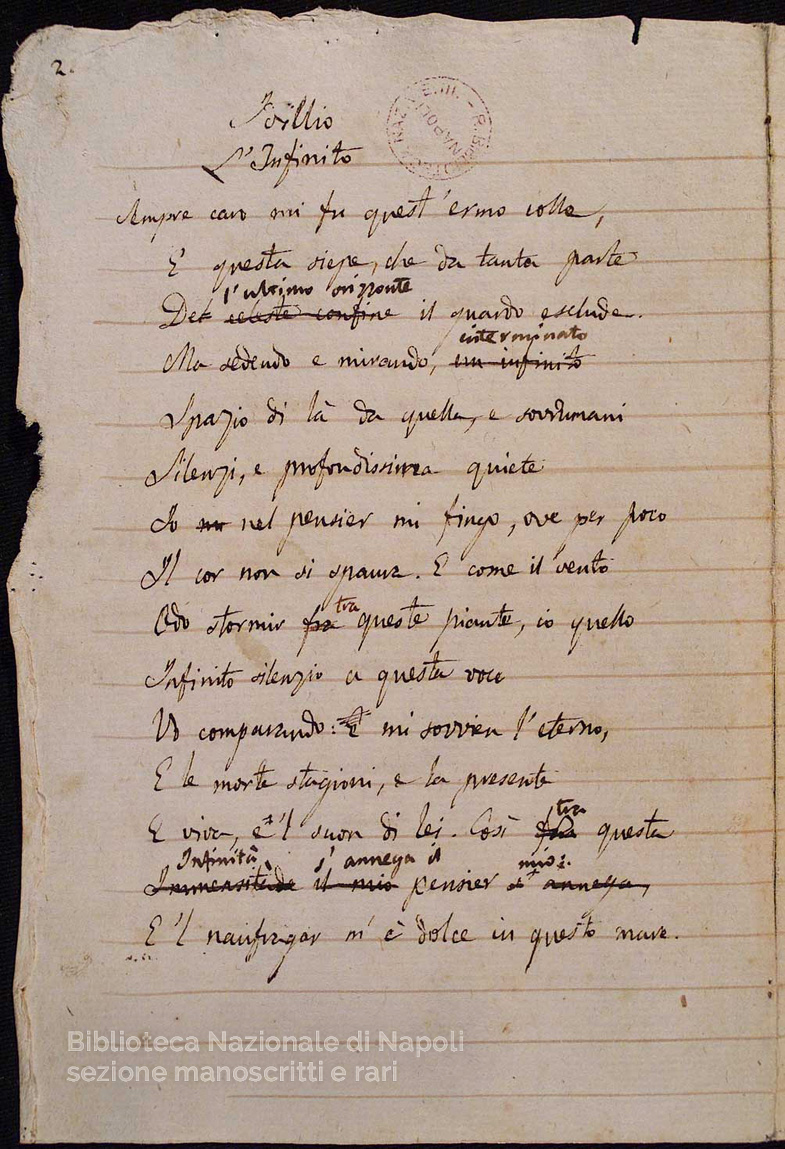 2.
Idillio
L'Infinito
R. BIBLIOTECA NAZ. NAPOLI
Sempre caro mi fu quest'ermo colle,
E questa siepe, che da tanta parte
l'ultimo orizzonte
Del celeste confine il guardo esclude.
interminato
Ma sedendo e mirando, un infinito
Spazio di là da quella, e sovrumani
Silenzi, e profondissima quiete
Io nel pensier mi fingo, ove per poco
Il cor non si spaura. E come il vento
tra
Odo stormir fra queste piante, io quello
Infinito silenzio a questa voce
Vo comparando: E mi sovvien l'eterno,
E le morte stagioni, e la presente
tra
E viva, e 'l suon di lei. Così fra questa
Infinità s'annega il mio:
Immensitade il mio pensier s'annega,
E 'l naufragar m'è dolce in questo mare.
Biblioteca Nazionale di Napoli
sezione manoscritti e rari